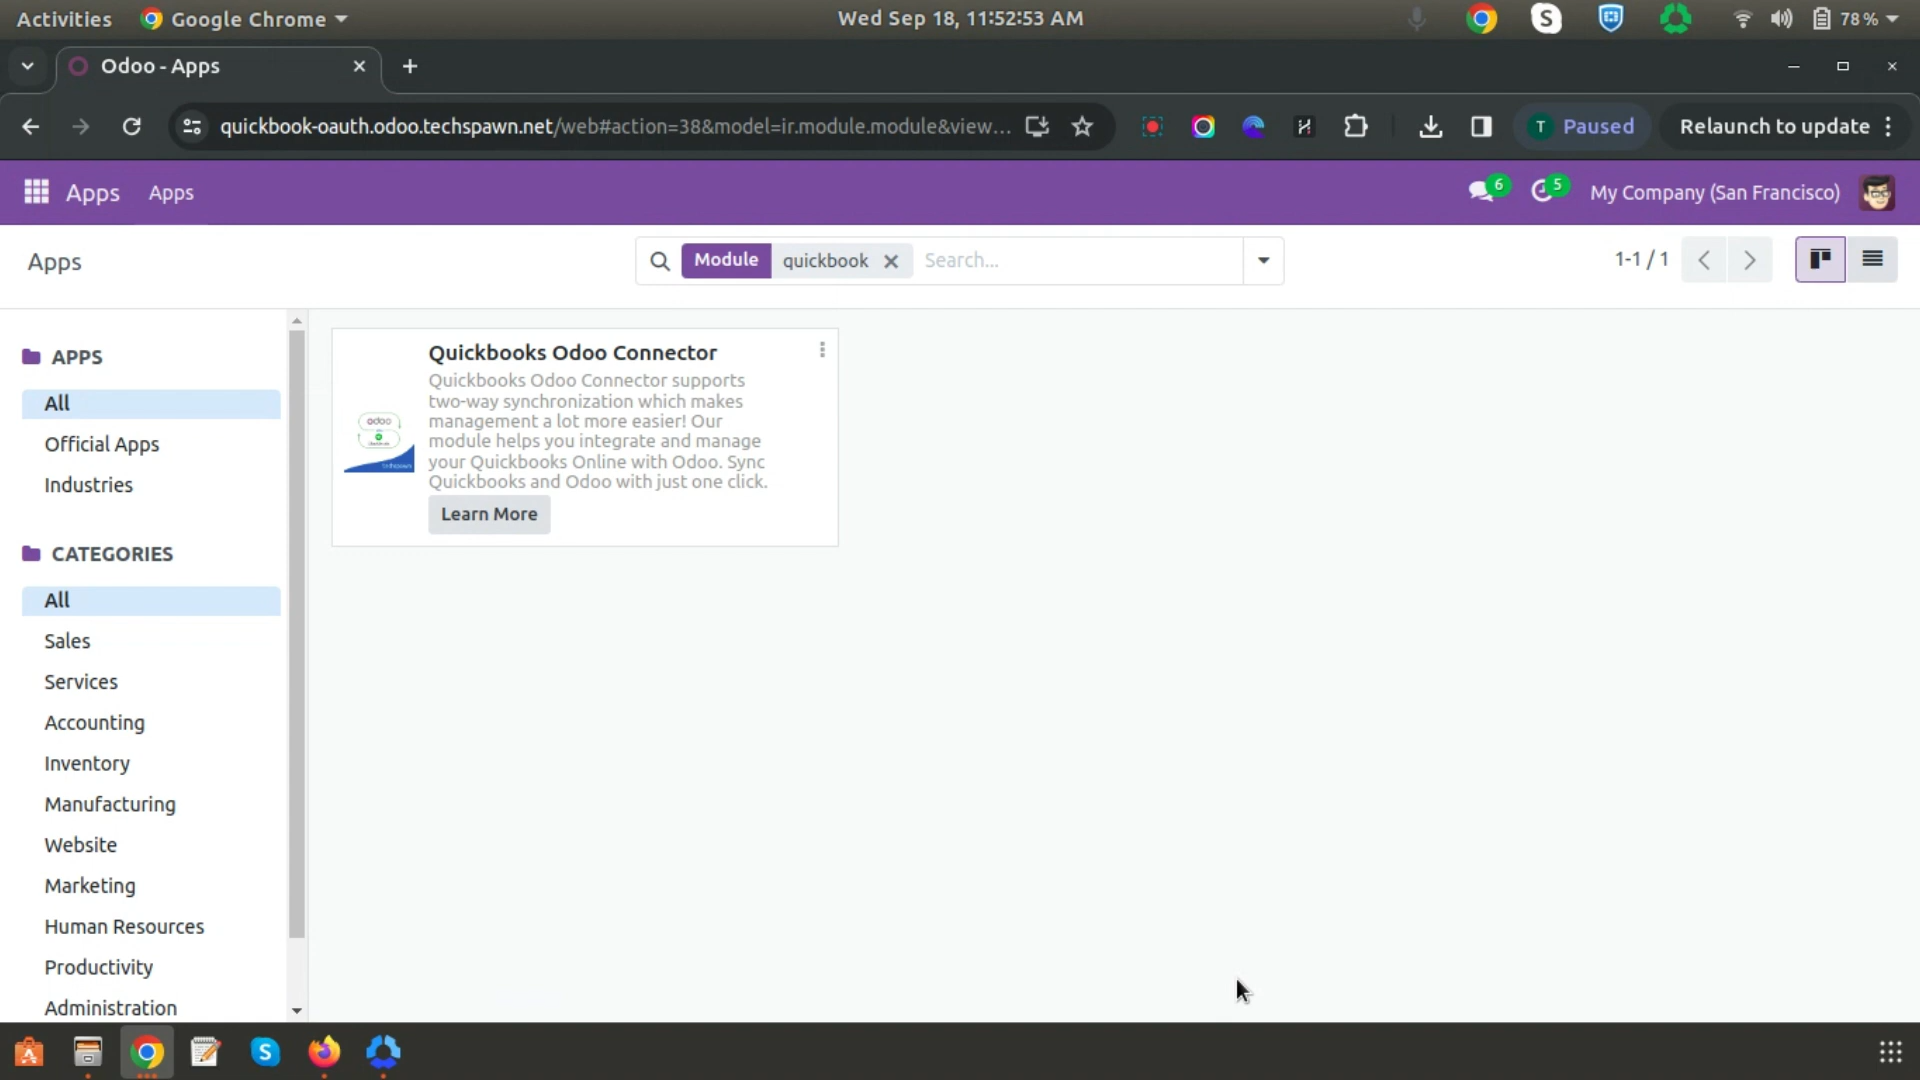 Activities
Google Chrome
Wed Sep 18, 11:52:53 AM
S
78%
Odoo - Apps
quickbook-oauth.odoo.techspawn.net/web#action=38&model=ir.module.module&view...
T Paused
Relaunch to update
Apps
Apps
6
5
My Company (San Francisco)
Apps
Module quickbook
Search...
1-1 / 1
APPS
All
Official Apps
Industries
CATEGORIES
All
Sales
Services
Accounting
Inventory
Manufacturing
Website
Marketing
Human Resources
Productivity
Administration
Quickbooks Odoo Connector
Quickbooks Odoo Connector supports
two-way synchronization which makes
management a lot more easier! Our
module helps you integrate and manage
your Quickbooks Online with Odoo. Sync
Quickbooks and Odoo with just one click.
odoo
Learn More